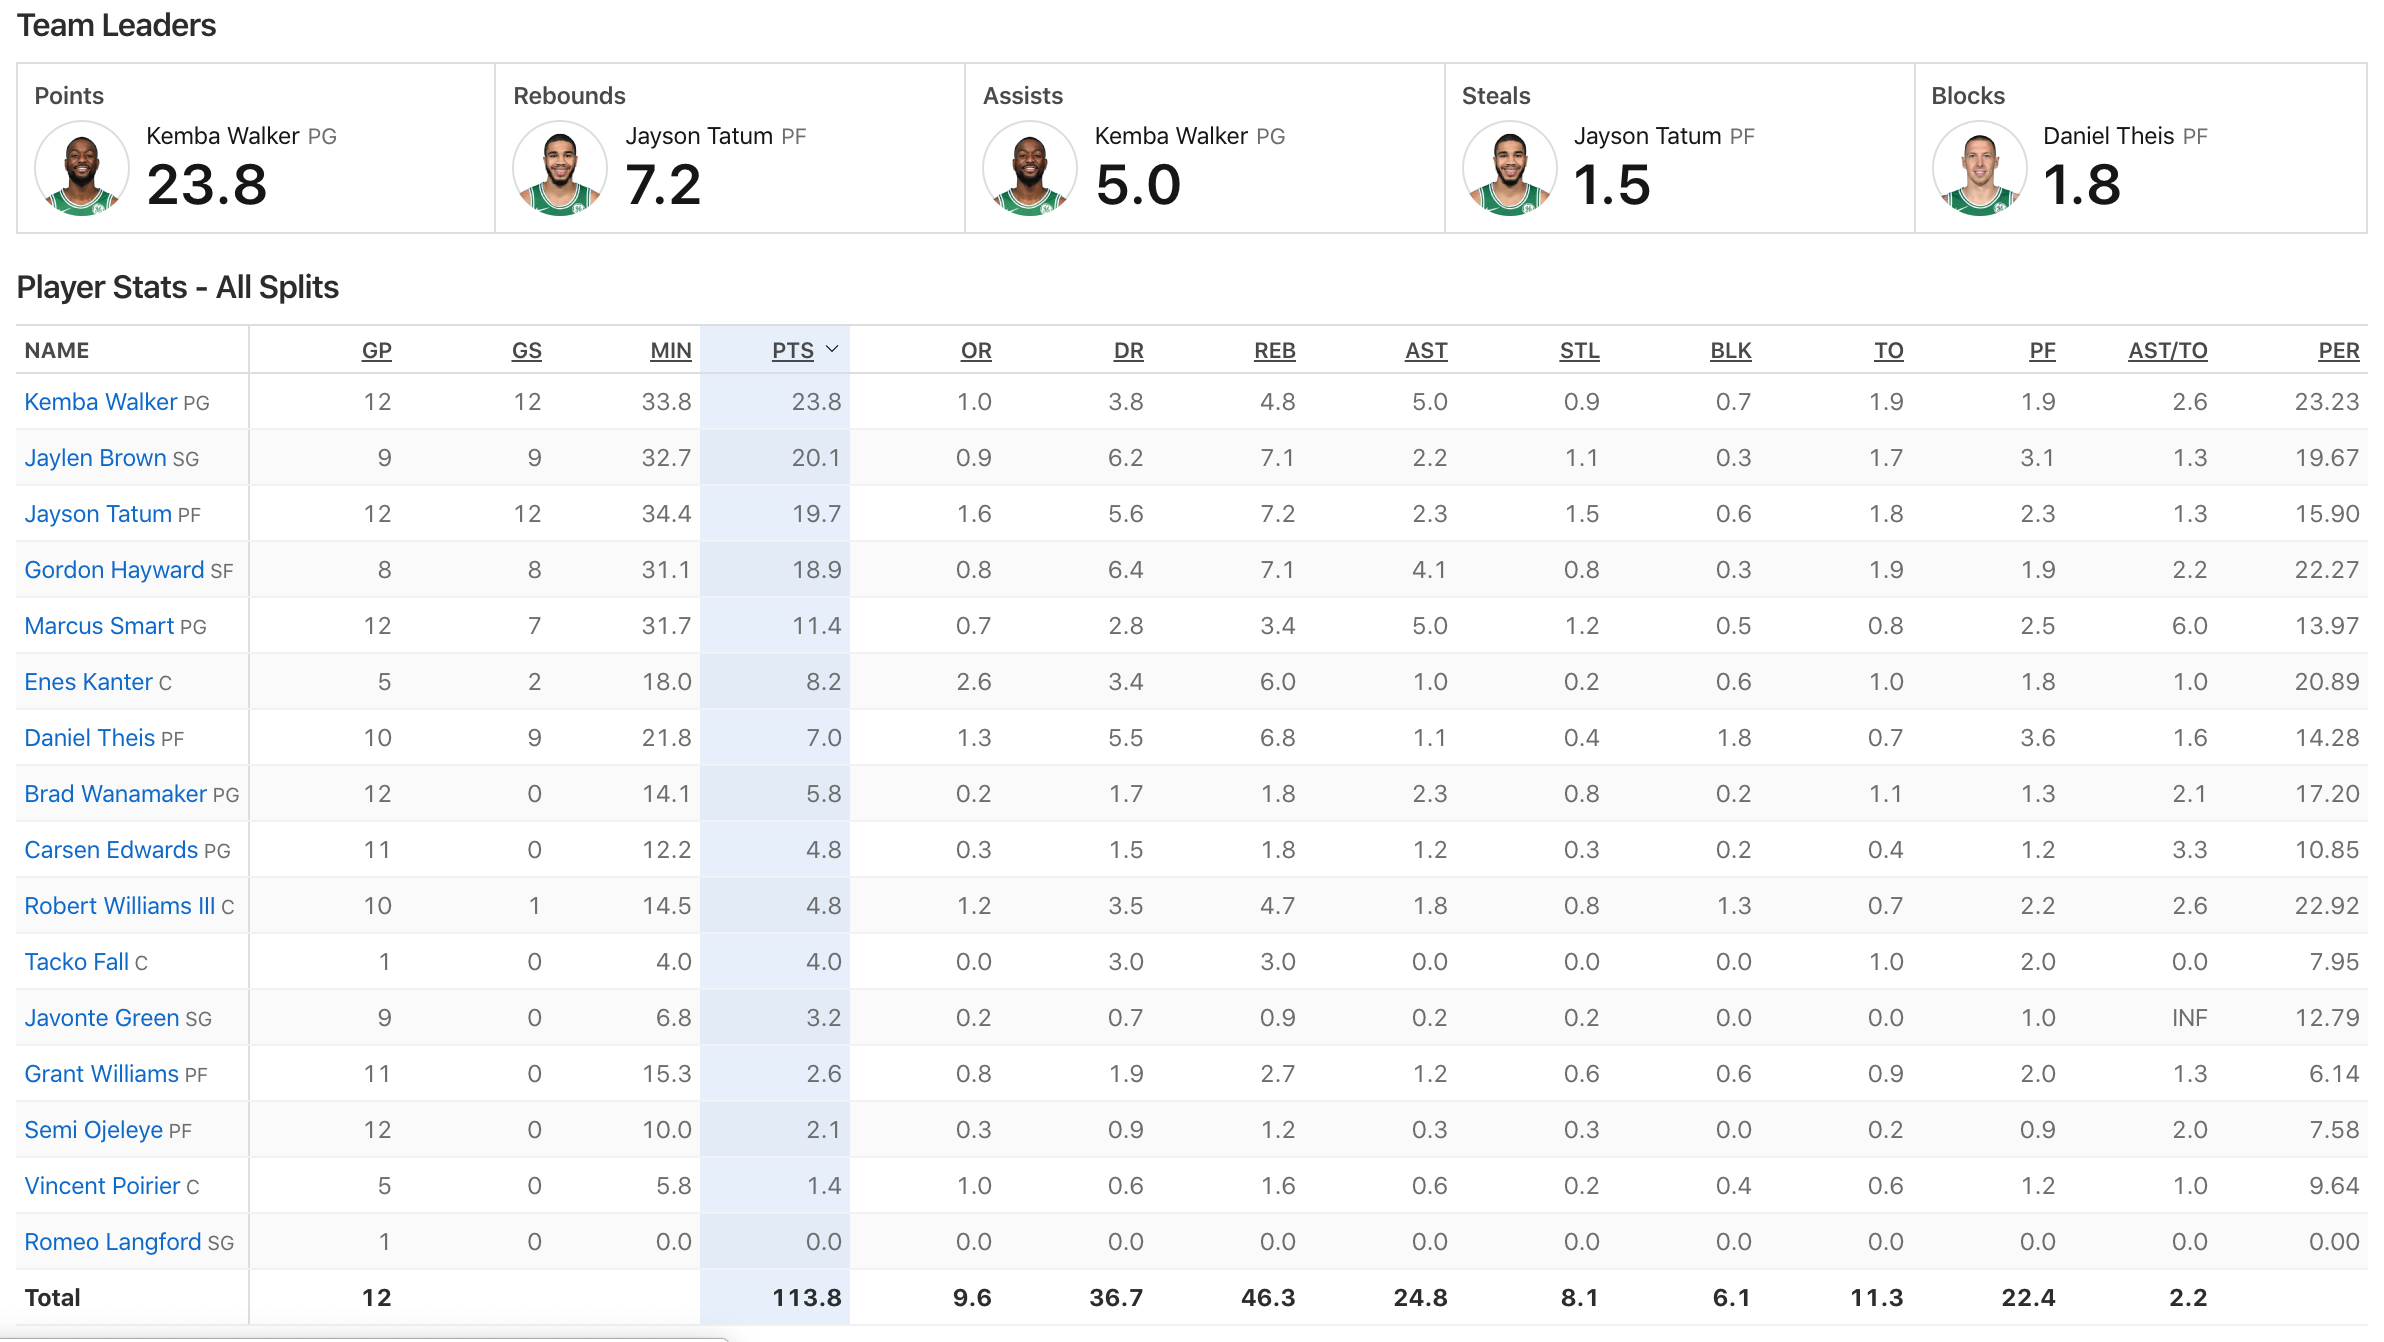 Team Leaders
Points Rebounds Assists Steals Blocks
Kemba Walker PG Jayson Tatum PF Kemba Walker PG Jayson Tatum PF Daniel Theis PF
23.8 7.2 5.0 1.5 1.8
Player Stats - All Splits
NAME GP GS MIN PTS OR DR REB AST STL BLK TO PF AST/TO PER
Kemba Walker PG 12 12 33.8 23.8 1.0 3.8 4.8 5.0 0.9 0.7 1.9 1.9 2.6 23.23
Jaylen Brown SG 9 9 32.7 20.1 0.9 6.2 7.1 2.2 1.1 0.3 1.7 3.1 1.3 19.67
Jayson Tatum PF 12 12 34.4 19.7 1.6 5.6 7.2 2.3 1.5 0.6 1.8 2.3 1.3 15.90
Gordon Hayward SF 8 8 31.1 18.9 0.8 6.4 7.1 4.1 0.8 0.3 1.9 1.9 2.2 22.27
Marcus Smart PG 12 7 31.7 11.4 0.7 2.8 3.4 5.0 1.2 0.5 0.8 2.5 6.0 13.97
Enes Kanter C 5 2 18.0 8.2 2.6 3.4 6.0 1.0 0.2 0.6 1.0 1.8 1.0 20.89
Daniel Theis PF 10 9 21.8 7.0 1.3 5.5 6.8 1.1 0.4 1.8 0.7 3.6 1.6 14.28
Brad Wanamaker PG 12 0 14.1 5.8 0.2 1.7 1.8 2.3 0.8 0.2 1.1 1.3 2.1 17.20
Carsen Edwards PG 11 0 12.2 4.8 0.3 1.5 1.8 1.2 0.3 0.2 0.4 1.2 3.3 10.85
Robert Williams III C 10 1 14.5 4.8 1.2 3.5 4.7 1.8 0.8 1.3 0.7 2.2 2.6 22.92
Tacko Fall C 1 0 4.0 4.0 0.0 3.0 3.0 0.0 0.0 0.0 1.0 2.0 0.0 7.95
Javonte Green SG 9 0 6.8 3.2 0.2 0.7 0.9 0.2 0.2 0.0 0.0 1.0 INF 12.79
Grant Williams PF 11 0 15.3 2.6 0.8 1.9 2.7 1.2 0.6 0.6 0.9 2.0 1.3 6.14
Semi Ojeleye PF 12 0 10.0 2.1 0.3 0.9 1.2 0.3 0.3 0.0 0.2 0.9 2.0 7.58
Vincent Poirier C 5 0 5.8 1.4 1.0 0.6 1.6 0.6 0.2 0.4 0.6 1.2 1.0 9.64
Romeo Langford SG 1 0 0.0 0.0 0.0 0.0 0.0 0.0 0.0 0.0 0.0 0.0 0.0 0.00
Total 12 113.8 9.6 36.7 46.3 24.8 8.1 6.1 11.3 22.4 2.2